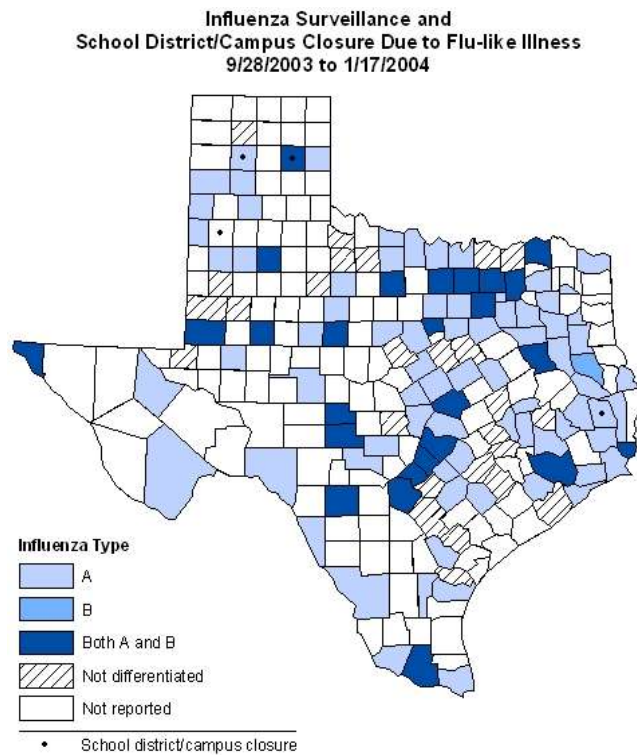 Influenza Surveillance and
School District/Campus Closure Due to Flu-like Illness
9/28/2003 to 1/17/2004
Influenza Type
A
B
Both A and B
Not differentiated
Not reported
School district/campus closure